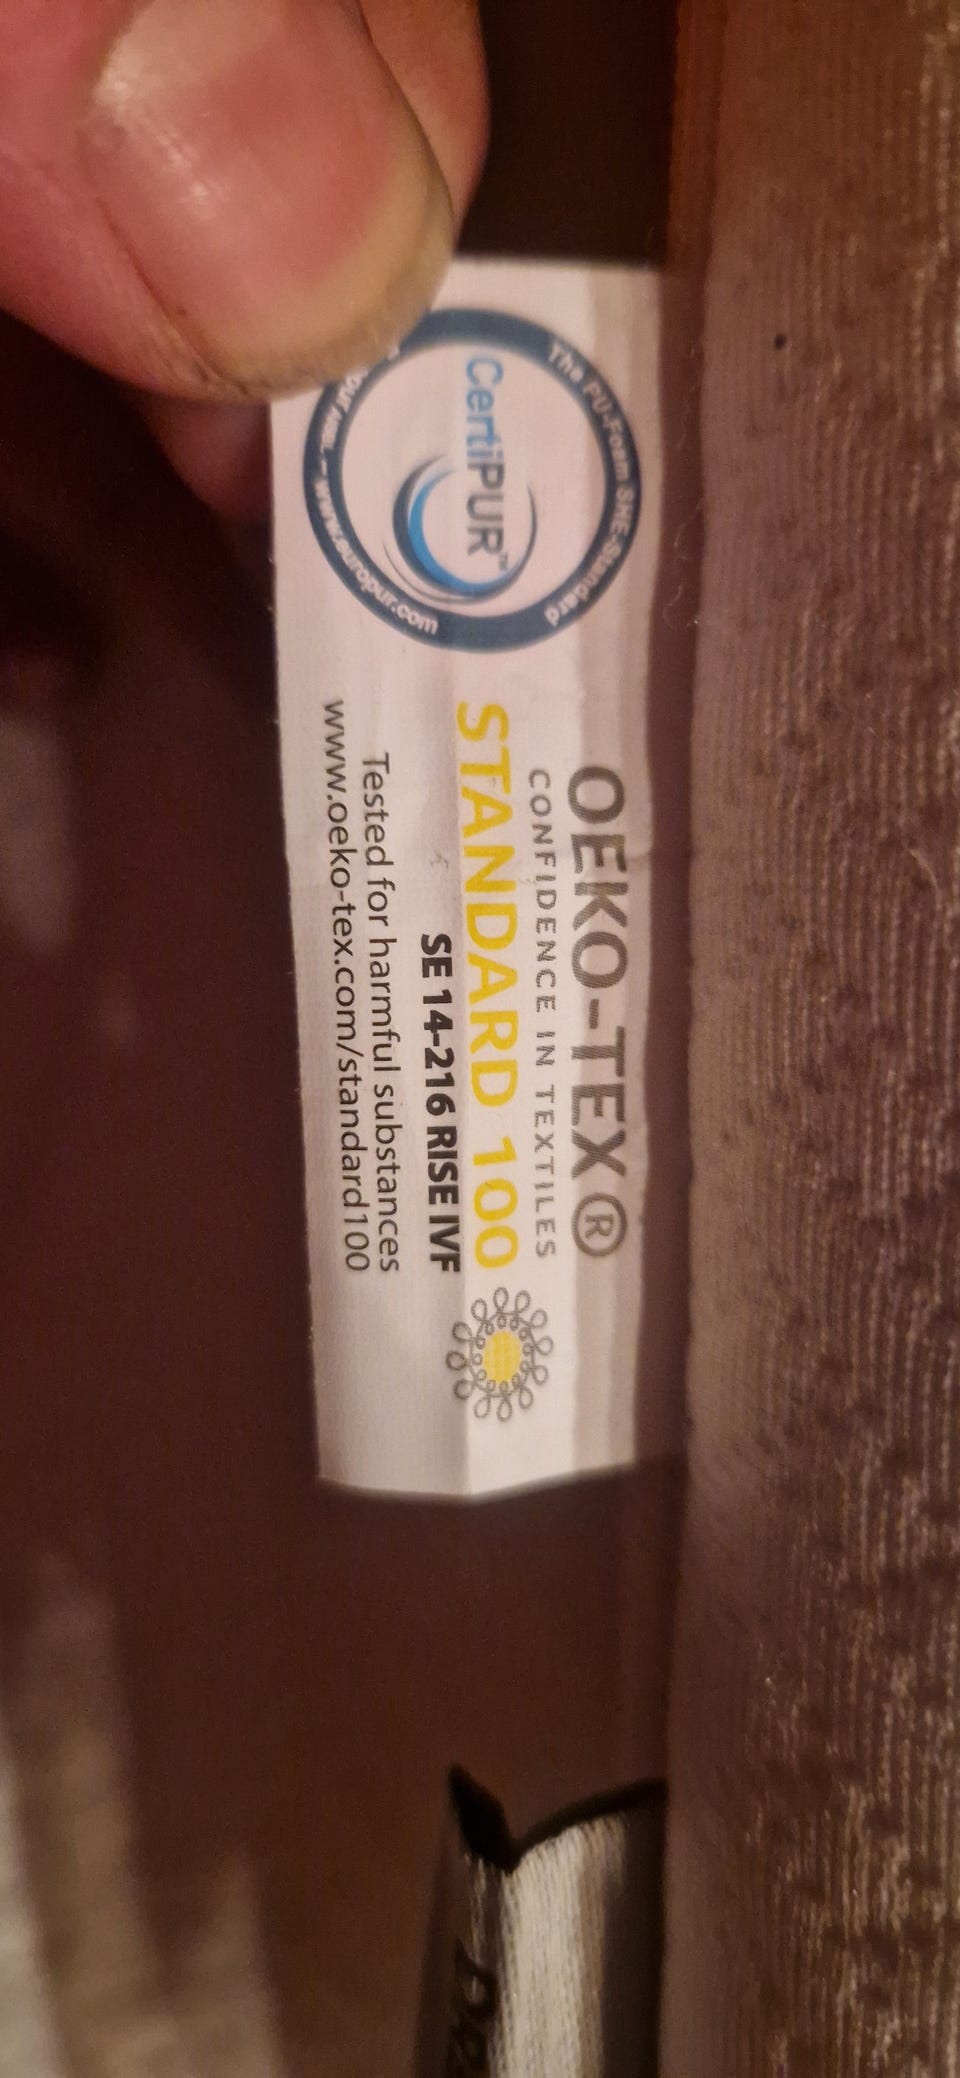 The PU-Foam SHE-Standard
CertiPUR™
www.europur.com
OEKO-TEX®
CONFIDENCE IN TEXTILES
STANDARD 100
SE 14-216 RISE IVF
Tested for harmful substances
www.oeko-tex.com/standard100